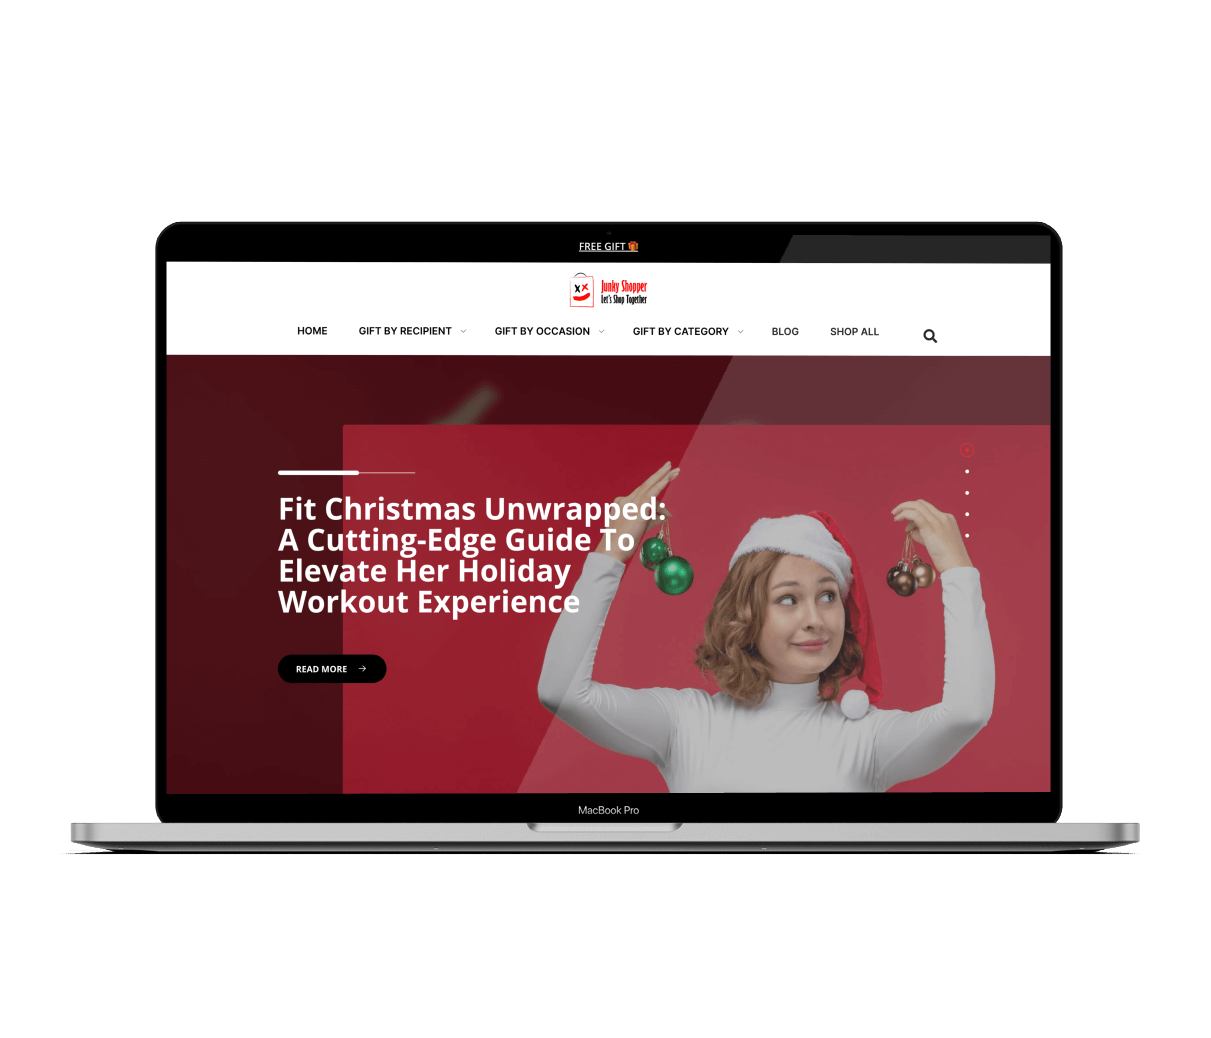 FREE GIFT 🎁
Junky Shopper
Let's Shop Together
HOME GIFT BY RECIPIENT GIFT BY OCCASION GIFT BY CATEGORY BLOG SHOP ALL
Fit Christmas Unwrapped:
A Cutting-Edge Guide To
Elevate Her Holiday
Workout Experience
READ MORE
MacBook Pro